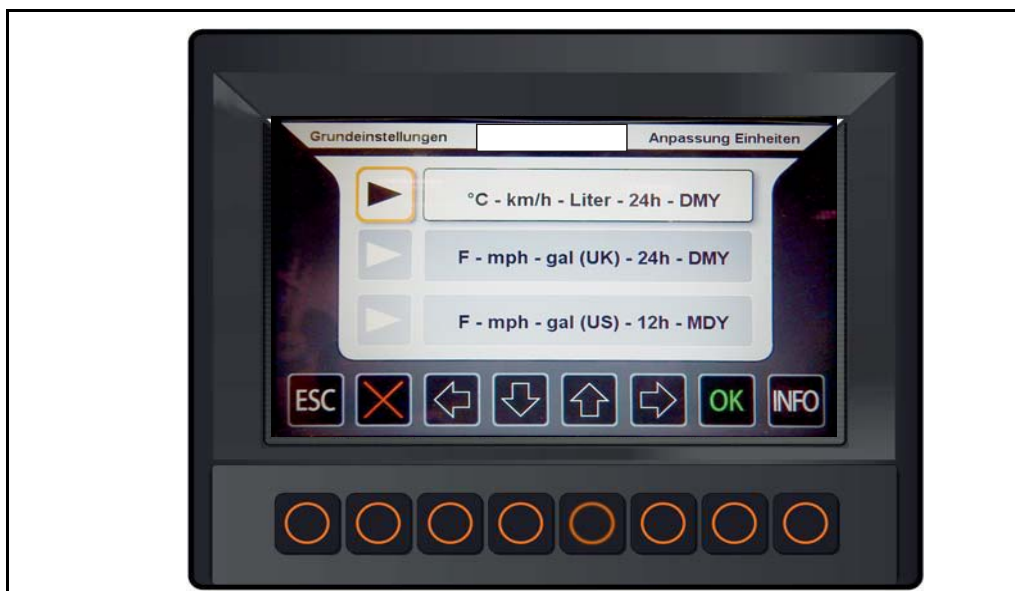 Grundeinstellungen Anpassung Einheiten
°C - km/h - Liter - 24h - DMY
F - mph - gal (UK) - 24h - DMY
F - mph - gal (US) - 12h - MDY
ESC OK INFO